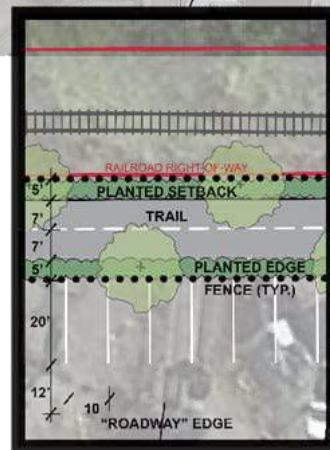 RAILROAD RIGHT-OF-WAY
5'
PLANTED SETBACK
7'
TRAIL
7'
5'
PLANTED EDGE
FENCE (TYP.)
20'
12'
10
"ROADWAY" EDGE